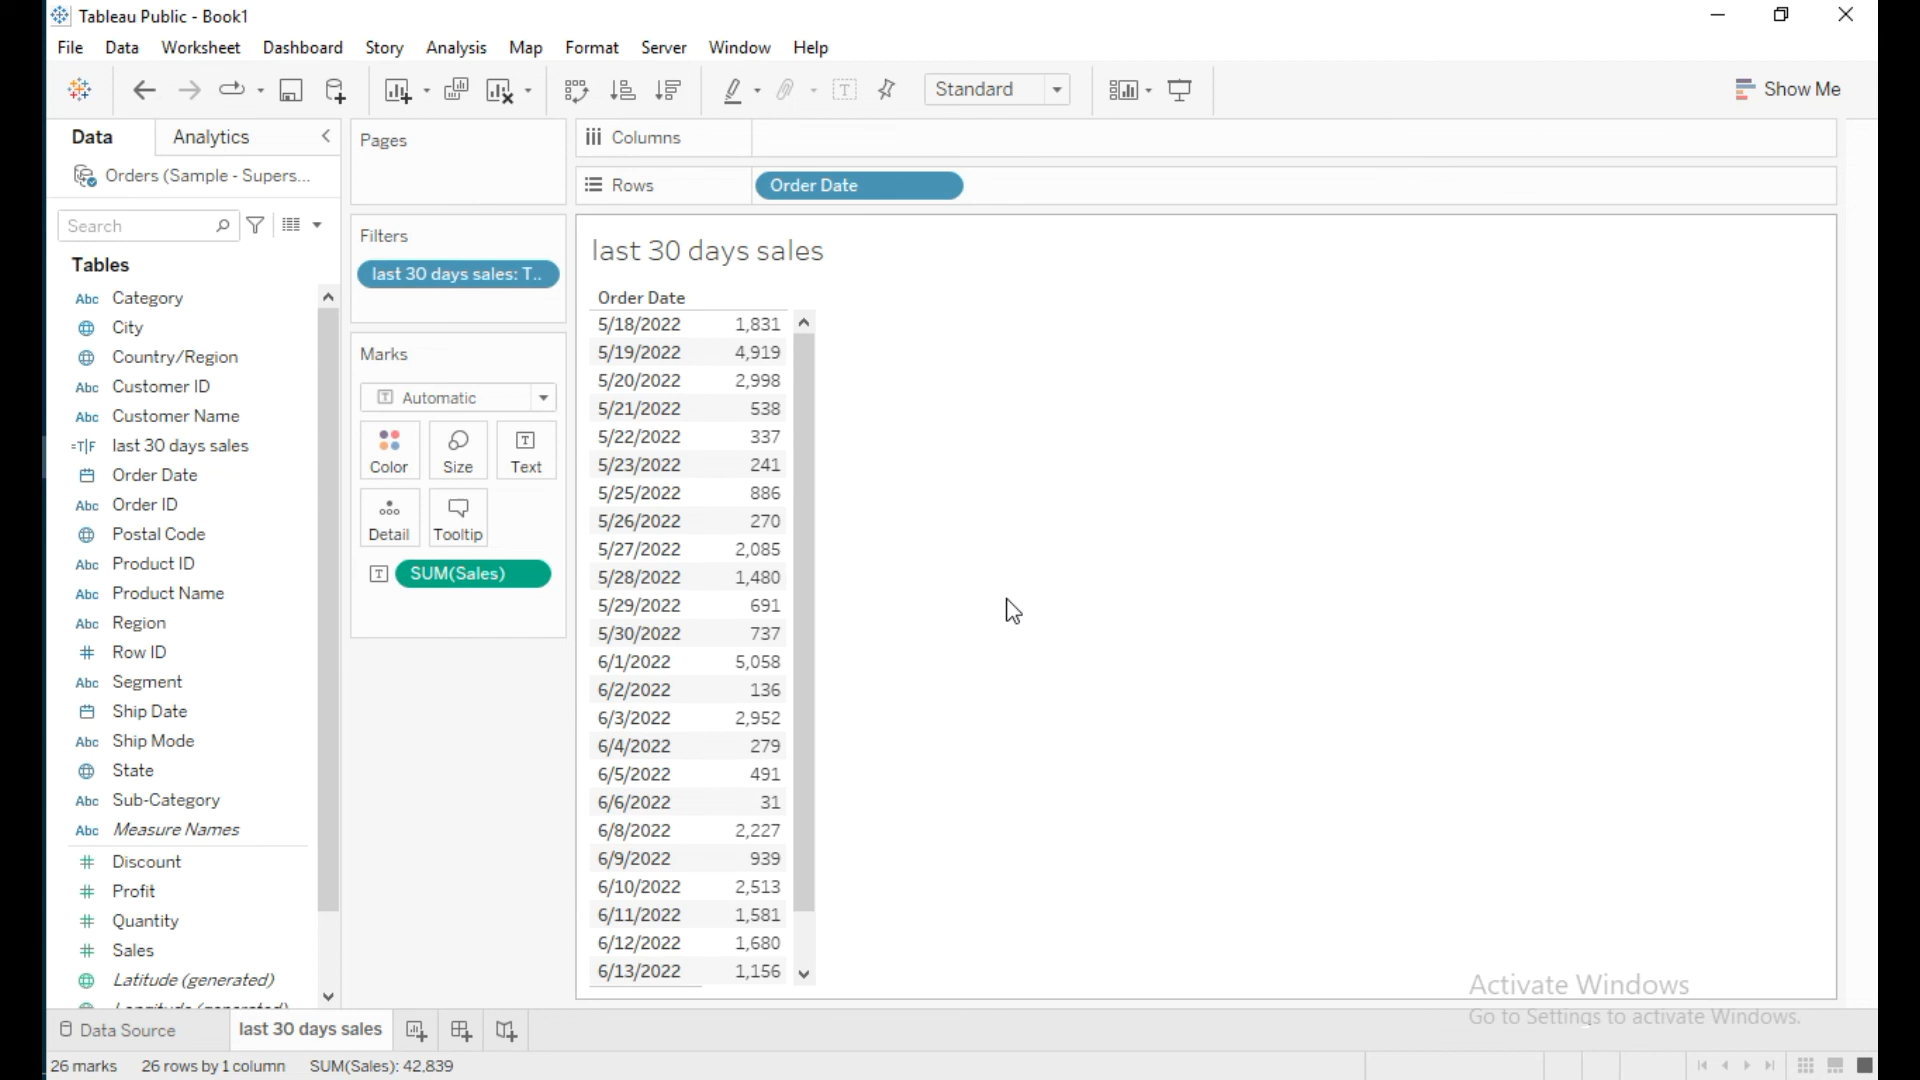 Tableau Public - Book1
File Data Worksheet Dashboard Story Analysis Map Format Server Window Help
Standard
Show Me
Data Analytics
Orders (Sample - Supers...
Search
Tables
Abc Category
City
Country/Region
Abc Customer ID
Abc Customer Name
=T|F last 30 days sales
Order Date
Abc Order ID
Postal Code
Abc Product ID
Abc Product Name
Abc Region
# Row ID
Abc Segment
Ship Date
Abc Ship Mode
State
Abc Sub-Category
Abc Measure Names
# Discount
# Profit
# Quantity
# Sales
Latitude (generated)
Pages
Filters
last 30 days sales: T..
Marks
Automatic
Color Size Text
Detail Tooltip
SUM(Sales)
Columns
Rows Order Date
last 30 days sales
Order Date
5/18/2022 1,831
5/19/2022 4,919
5/20/2022 2,998
5/21/2022 538
5/22/2022 337
5/23/2022 241
5/25/2022 886
5/26/2022 270
5/27/2022 2,085
5/28/2022 1,480
5/29/2022 691
5/30/2022 737
6/1/2022 5,058
6/2/2022 136
6/3/2022 2,952
6/4/2022 279
6/5/2022 491
6/6/2022 31
6/8/2022 2,227
6/9/2022 939
6/10/2022 2,513
6/11/2022 1,581
6/12/2022 1,680
6/13/2022 1,156
Activate Windows
Go to Settings to activate Windows.
Data Source last 30 days sales
26 marks 26 rows by 1 column SUM(Sales): 42,839